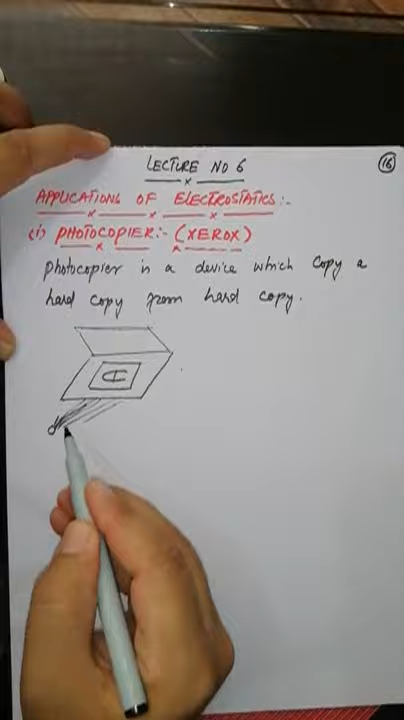 LECTURE NO 6
16
APPLICATIONS OF ELECTROSTATICS:-
(i) PHOTOCOPIER:- (XEROX)
Photocopier is a device which copy a
hard copy from hard copy.